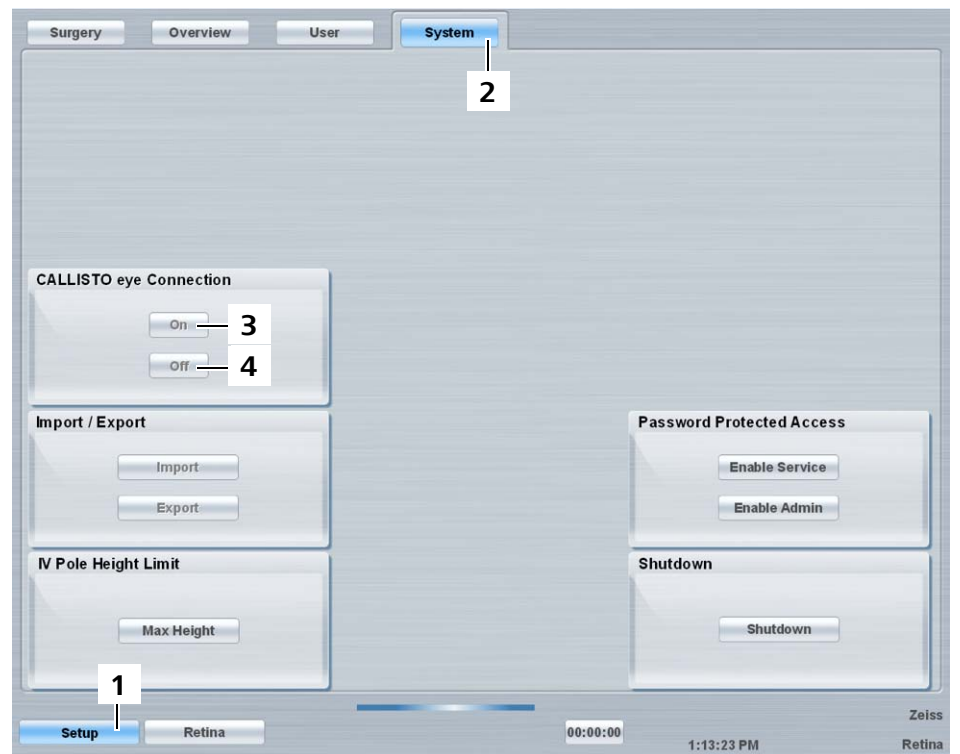 Surgery Overview User System
2
CALLISTO eye Connection
On 3
Off 4
Import / Export
Import
Export
Password Protected Access
Enable Service
Enable Admin
IV Pole Height Limit
Max Height
Shutdown
Shutdown
1
Setup Retina 00:00:00 1:13:23 PM
Zeiss
Retina